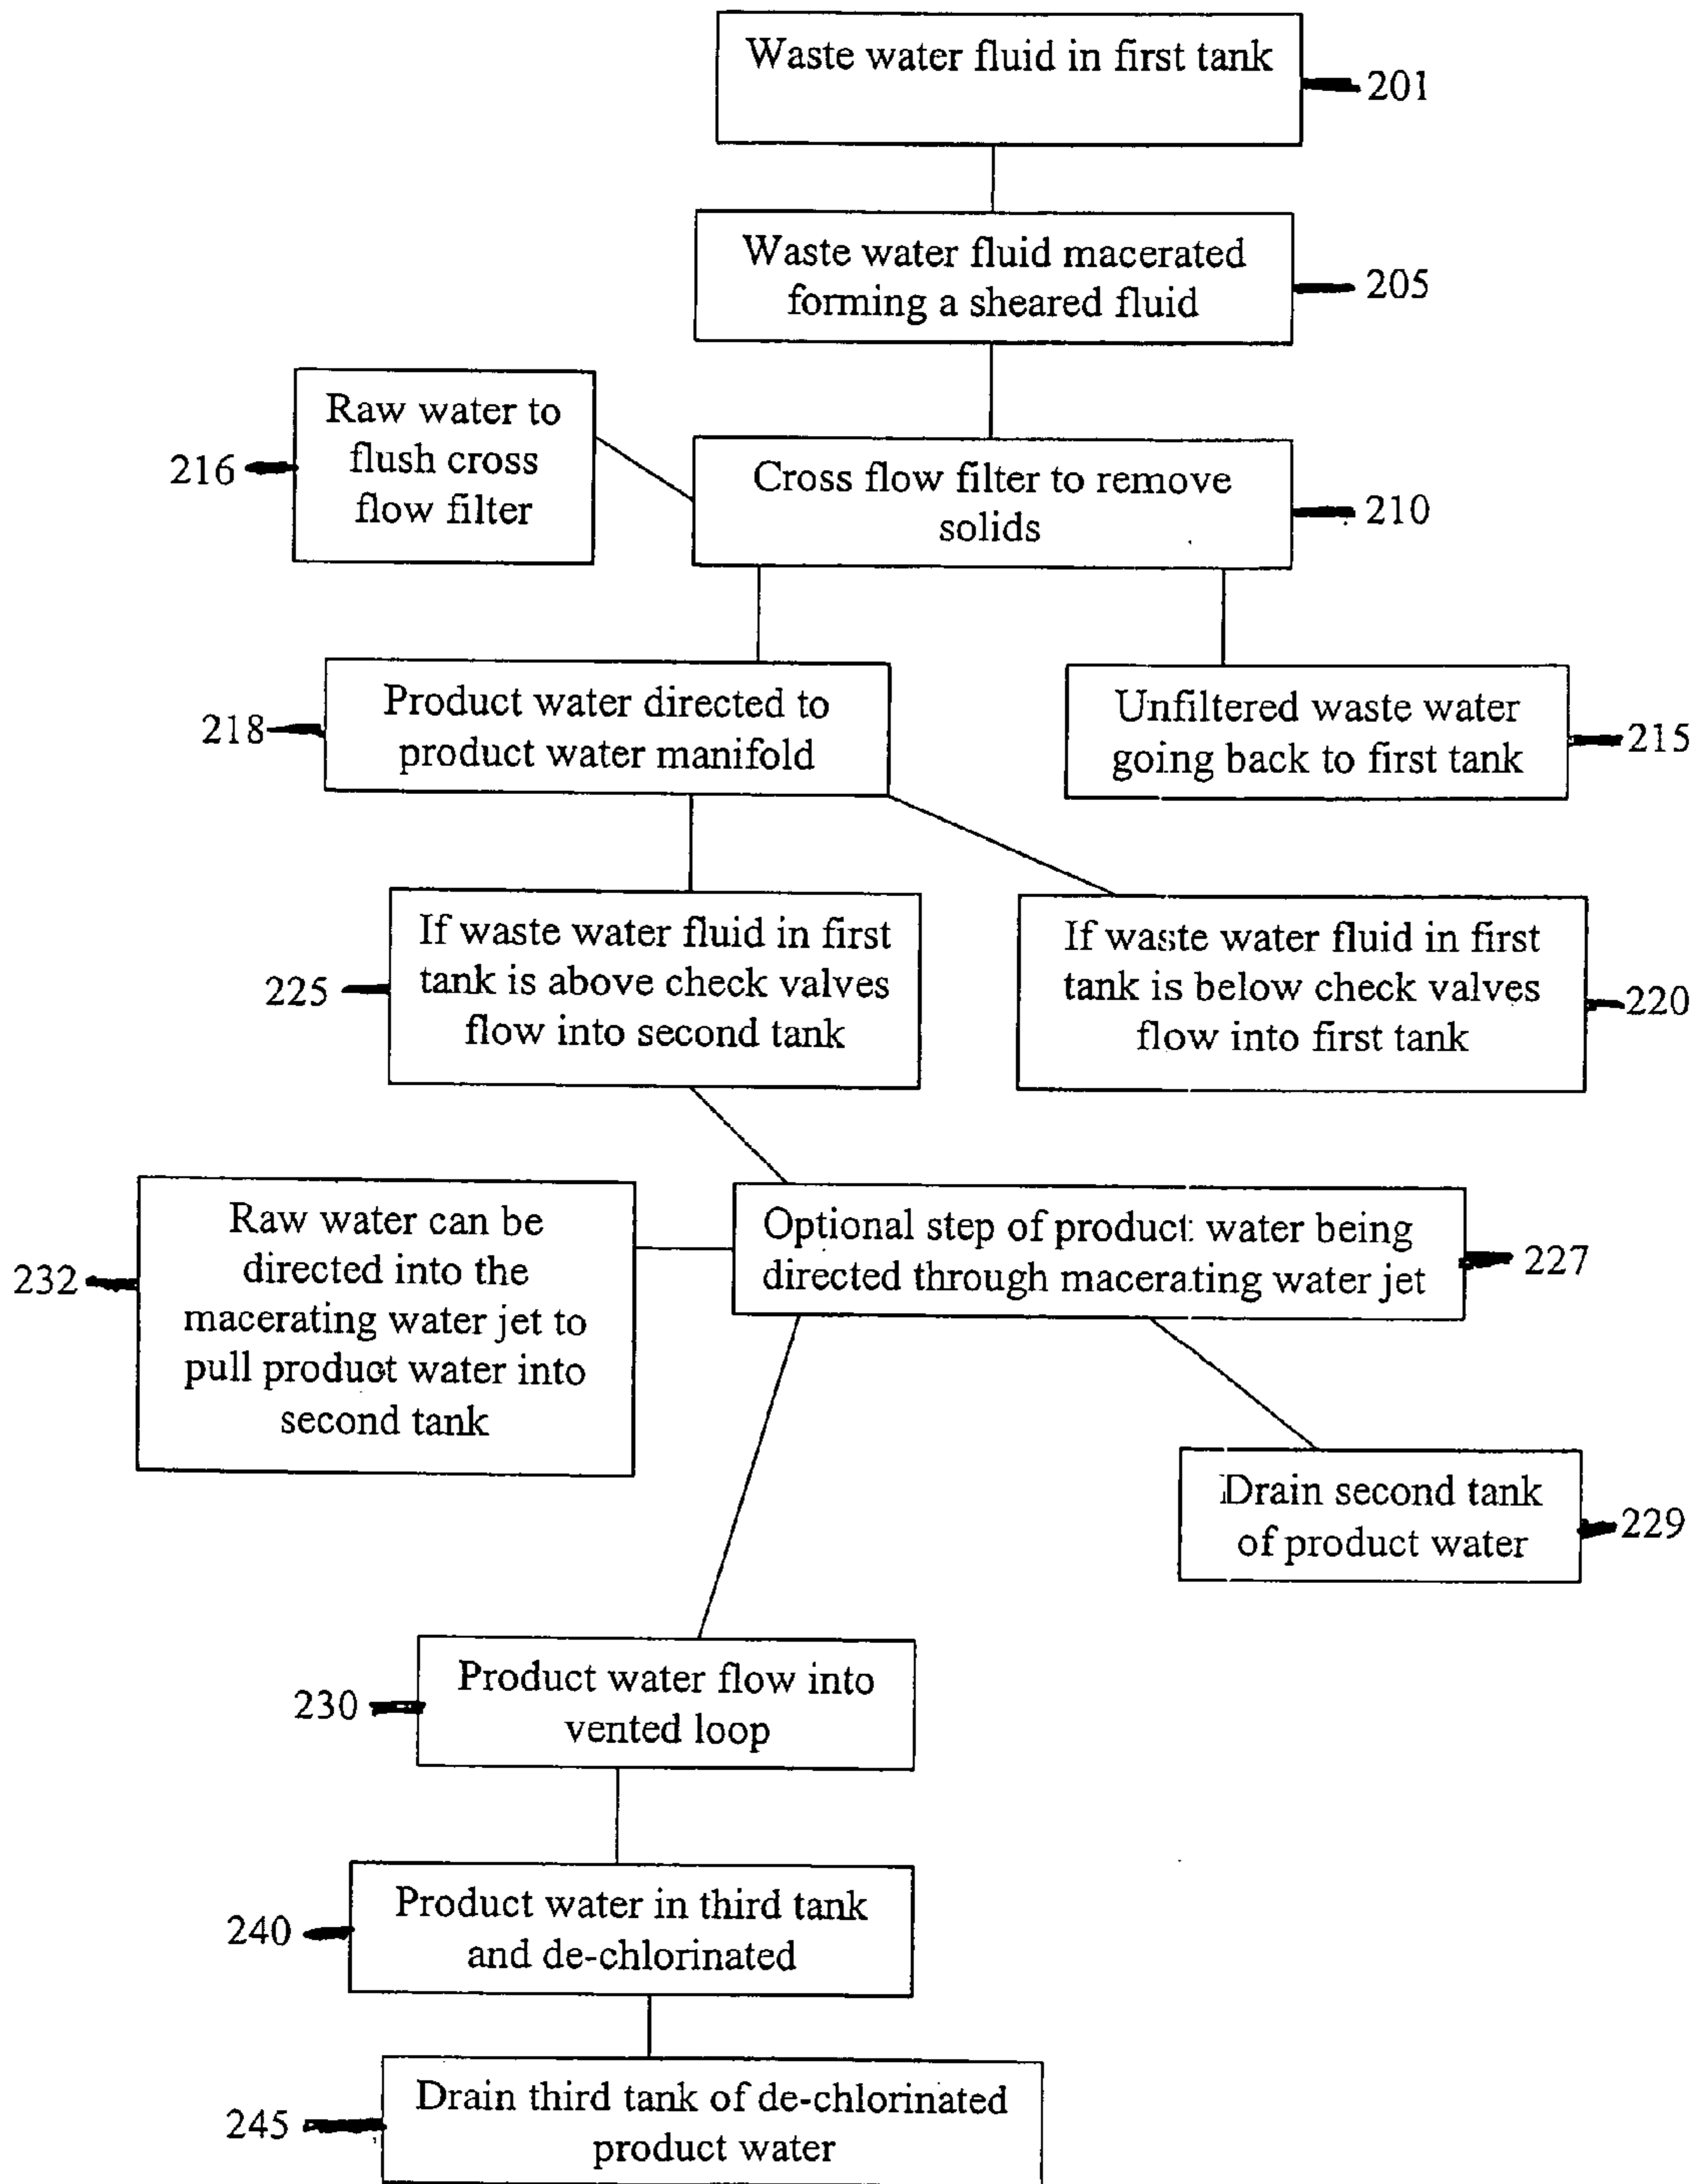 Waste water fluid in first tank
201
Waste water fluid macerated
forming a sheared fluid
205
Raw water to
flush cross
flow filter
216
Cross flow filter to remove
solids
210
Product water directed to
product water manifold
218
Unfiltered waste water
going back to first tank
215
If waste water fluid in first
tank is above check valves
flow into second tank
225
If waste water fluid in first
tank is below check valves
flow into first tank
220
Raw water can be
directed into the
macerating water jet to
pull product water into
second tank
232
Optional step of product water being
directed through macerating water jet
227
Drain second tank
of product water
229
Product water flow into
vented loop
230
Product water in third tank
and de-chlorinated
240
Drain third tank of de-chlorinated
product water
245